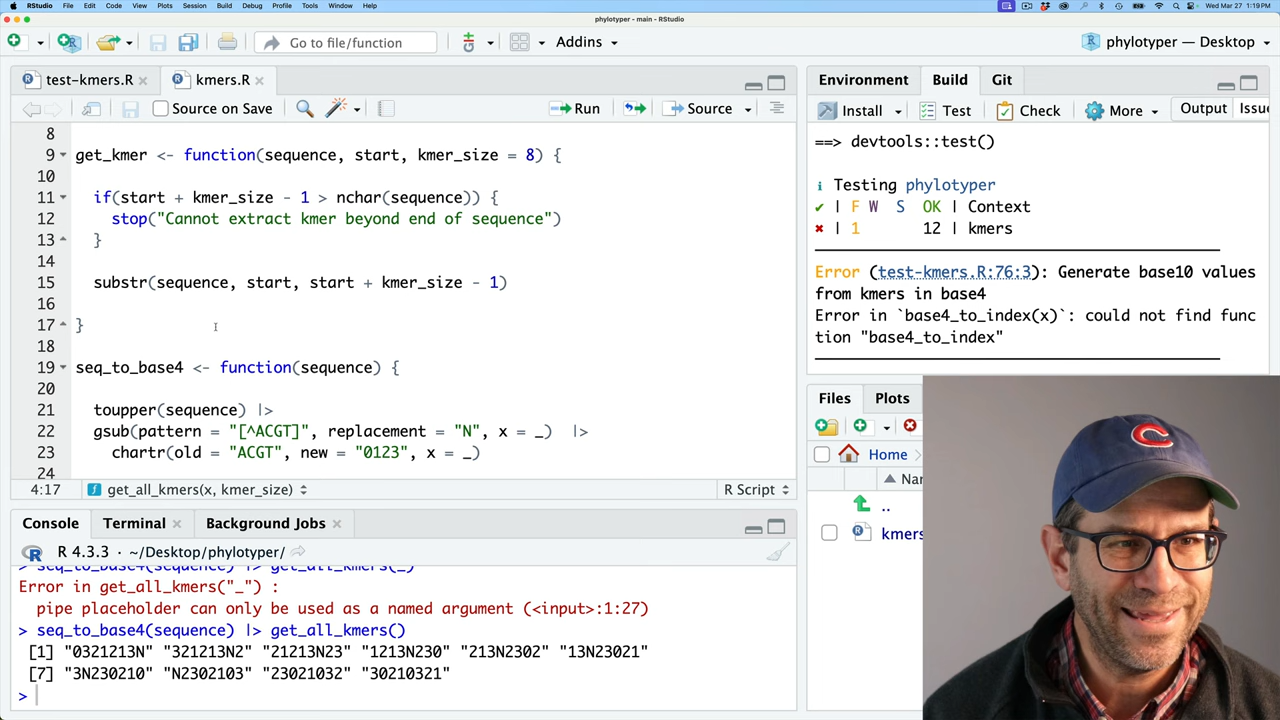 RStudio File Edit Code View Plots Session Build Debug Profile Tools Window Help Wed Mar 27 1:19 PM
phylotyper - main - RStudio
Go to file/function Addins phylotyper — Desktop
test-kmers.R kmers.R
Source on Save Run Source
8
9 get_kmer <- function(sequence, start, kmer_size = 8) {
10
11 if(start + kmer_size - 1 > nchar(sequence)) {
12 stop("Cannot extract kmer beyond end of sequence")
13 }
14
15 substr(sequence, start, start + kmer_size - 1)
16
17 }
18
19 seq_to_base4 <- function(sequence) {
20
21 toupper(sequence) |>
22 gsub(pattern = "[^ACGT]", replacement = "N", x = _) |>
23 chartr(old = "ACGT", new = "0123", x = _)
24
4:17 get_all_kmers(x, kmer_size) R Script
Console Terminal Background Jobs
R 4.3.3 · ~/Desktop/phylotyper/
> seq_to_base4(sequence) |> get_all_kmers(_)
Error in get_all_kmers("_") :
pipe placeholder can only be used as a named argument (<input>:1:27)
> seq_to_base4(sequence) |> get_all_kmers()
[1] "0321213N" "321213N2" "21213N23" "1213N230" "213N2302" "13N23021"
[7] "3N230210" "N2302103" "23021032" "30210321"
>
Environment Build Git
Install Test Check More Output Issu
==> devtools::test()
i Testing phylotyper
✔ | F W S OK | Context
✖ | 1 12 | kmers
Error (test-kmers.R:76:3): Generate base10 values
from kmers in base4
Error in `base4_to_index(x)`: could not find func
tion "base4_to_index"
Files Plots
Home
Nar
..
kmers
C